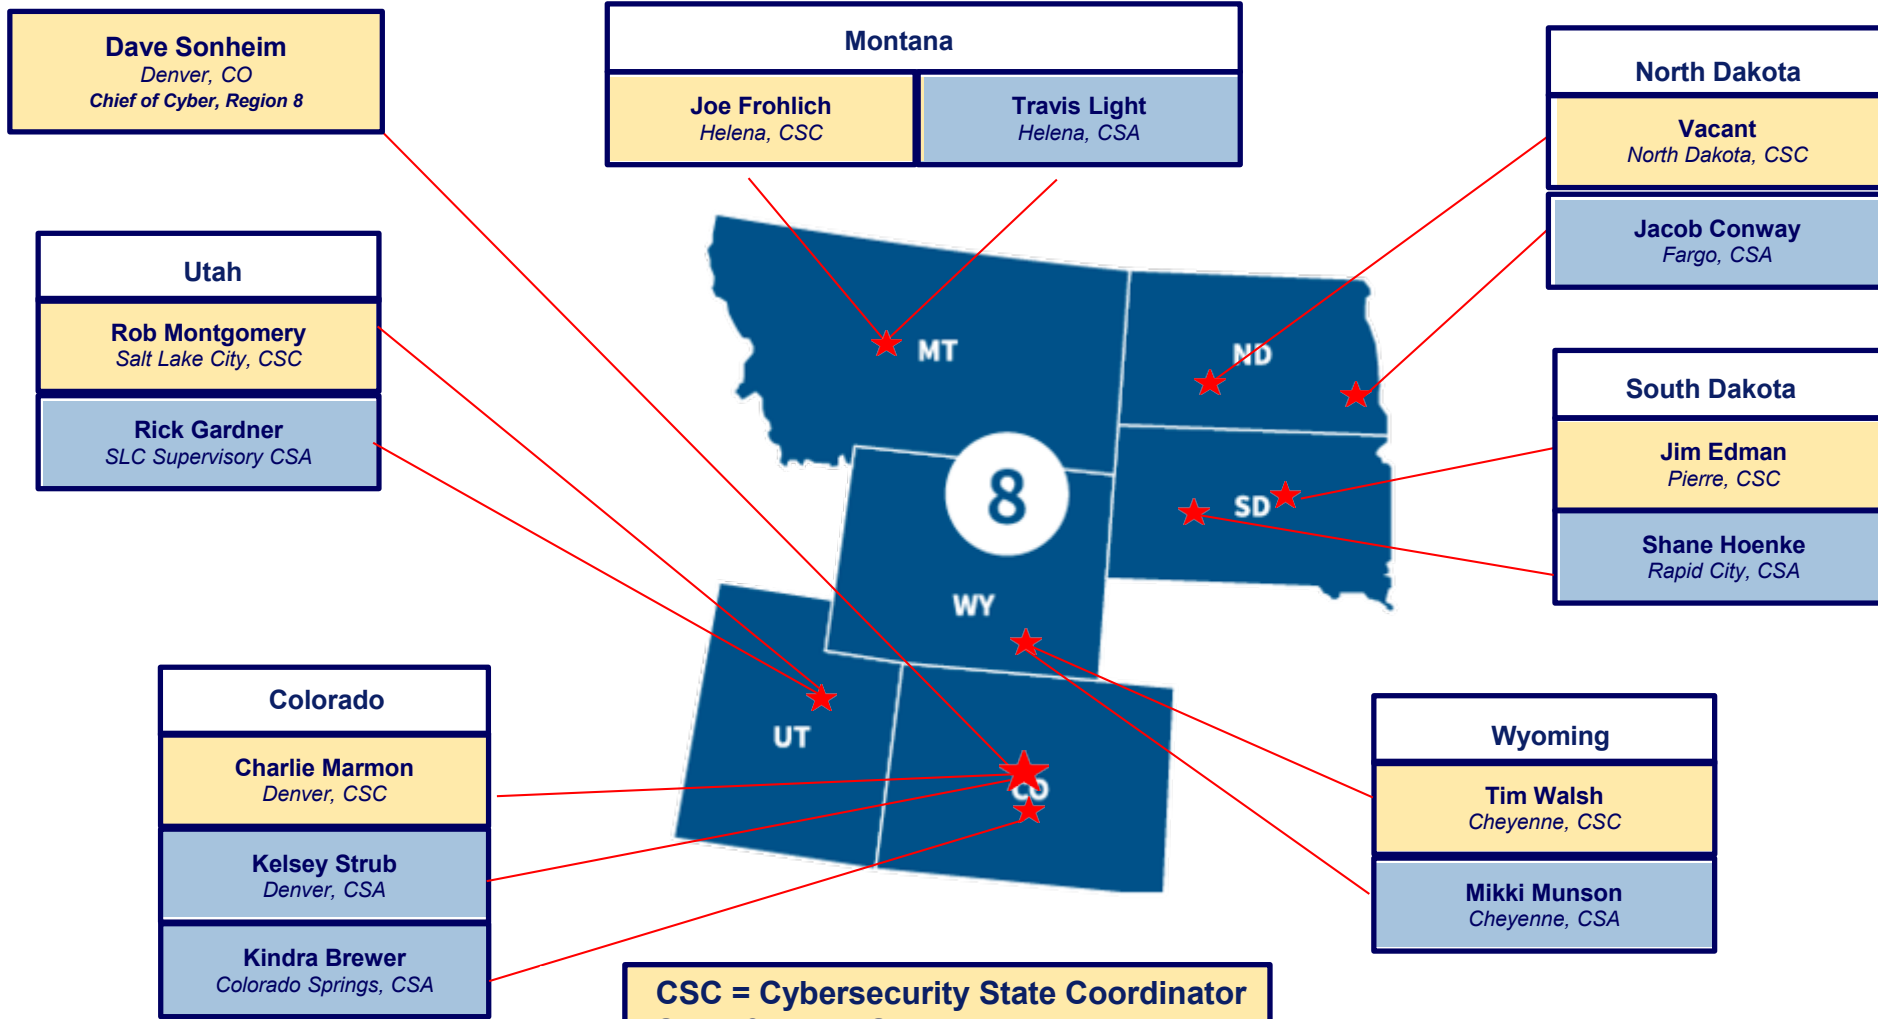 Dave Sonheim
Denver, CO
Chief of Cyber, Region 8
Montana
Joe Frohlich
Helena, CSC
Travis Light
Helena, CSA
North Dakota
Vacant
North Dakota, CSC
Jacob Conway
Fargo, CSA
Utah
Rob Montgomery
Salt Lake City, CSC
Rick Gardner
SLC Supervisory CSA
South Dakota
Jim Edman
Pierre, CSC
Shane Hoenke
Rapid City, CSA
MT
ND
8
SD
WY
UT
CO
Colorado
Charlie Marmon
Denver, CSC
Kelsey Strub
Denver, CSA
Kindra Brewer
Colorado Springs, CSA
Wyoming
Tim Walsh
Cheyenne, CSC
Mikki Munson
Cheyenne, CSA
CSC = Cybersecurity State Coordinator